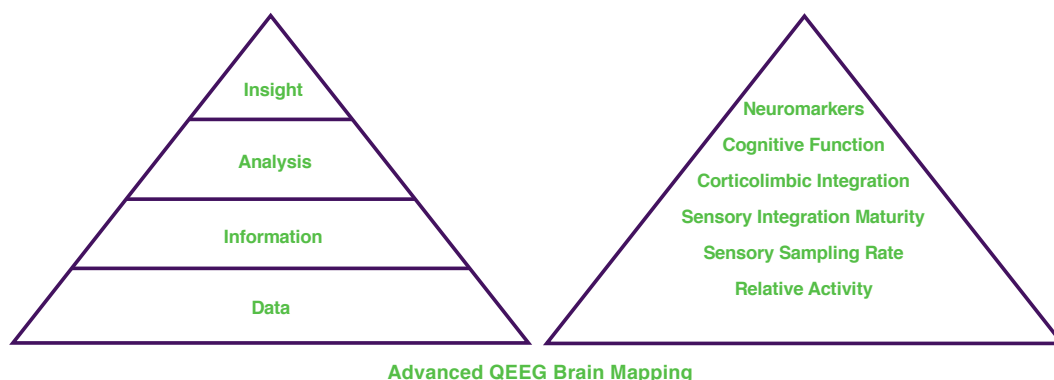 Insight
Analysis
Information
Data
Neuromarkers
Cognitive Function
Corticolimbic Integration
Sensory Integration Maturity
Sensory Sampling Rate
Relative Activity
Advanced QEEG Brain Mapping